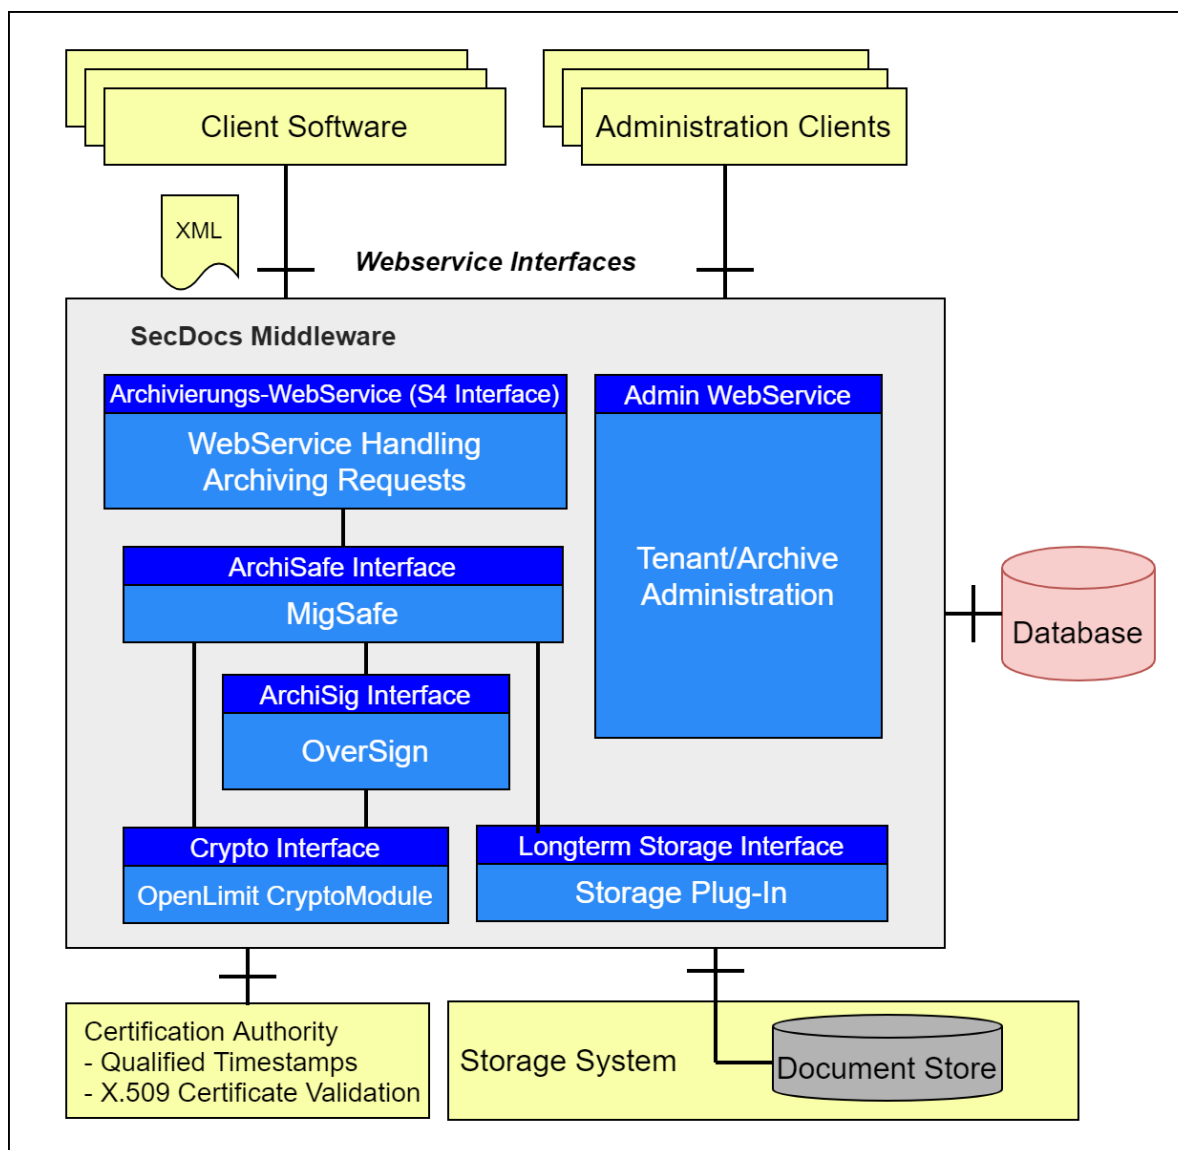 Client Software
Administration Clients
XML
Webservice Interfaces
SecDocs Middleware
Archivierungs-WebService (S4 Interface)
WebService Handling
Archiving Requests
Admin WebService
Tenant/Archive
Administration
ArchiSafe Interface
MigSafe
ArchiSig Interface
OverSign
Crypto Interface
OpenLimit CryptoModule
Longterm Storage Interface
Storage Plug-In
Database
Certification Authority
- Qualified Timestamps
- X.509 Certificate Validation
Storage System
Document Store